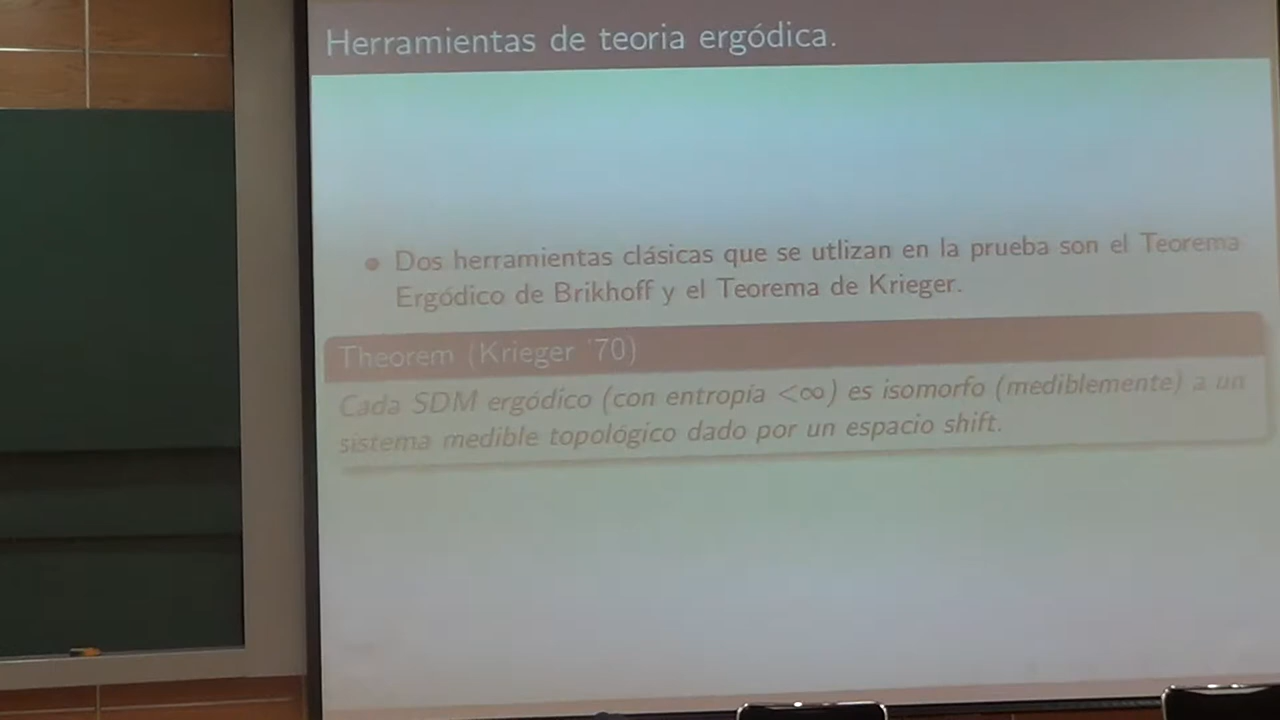 Herramientas de teoria ergódica.
Dos herramientas clásicas que se utlizan en la prueba son el Teorema
Ergódico de Brikhoff y el Teorema de Krieger.
Theorem (Krieger '70)
Cada SDM ergódico (con entropía <∞) es isomorfo (mediblemente) a un
sistema medible topológico dado por un espacio shift.